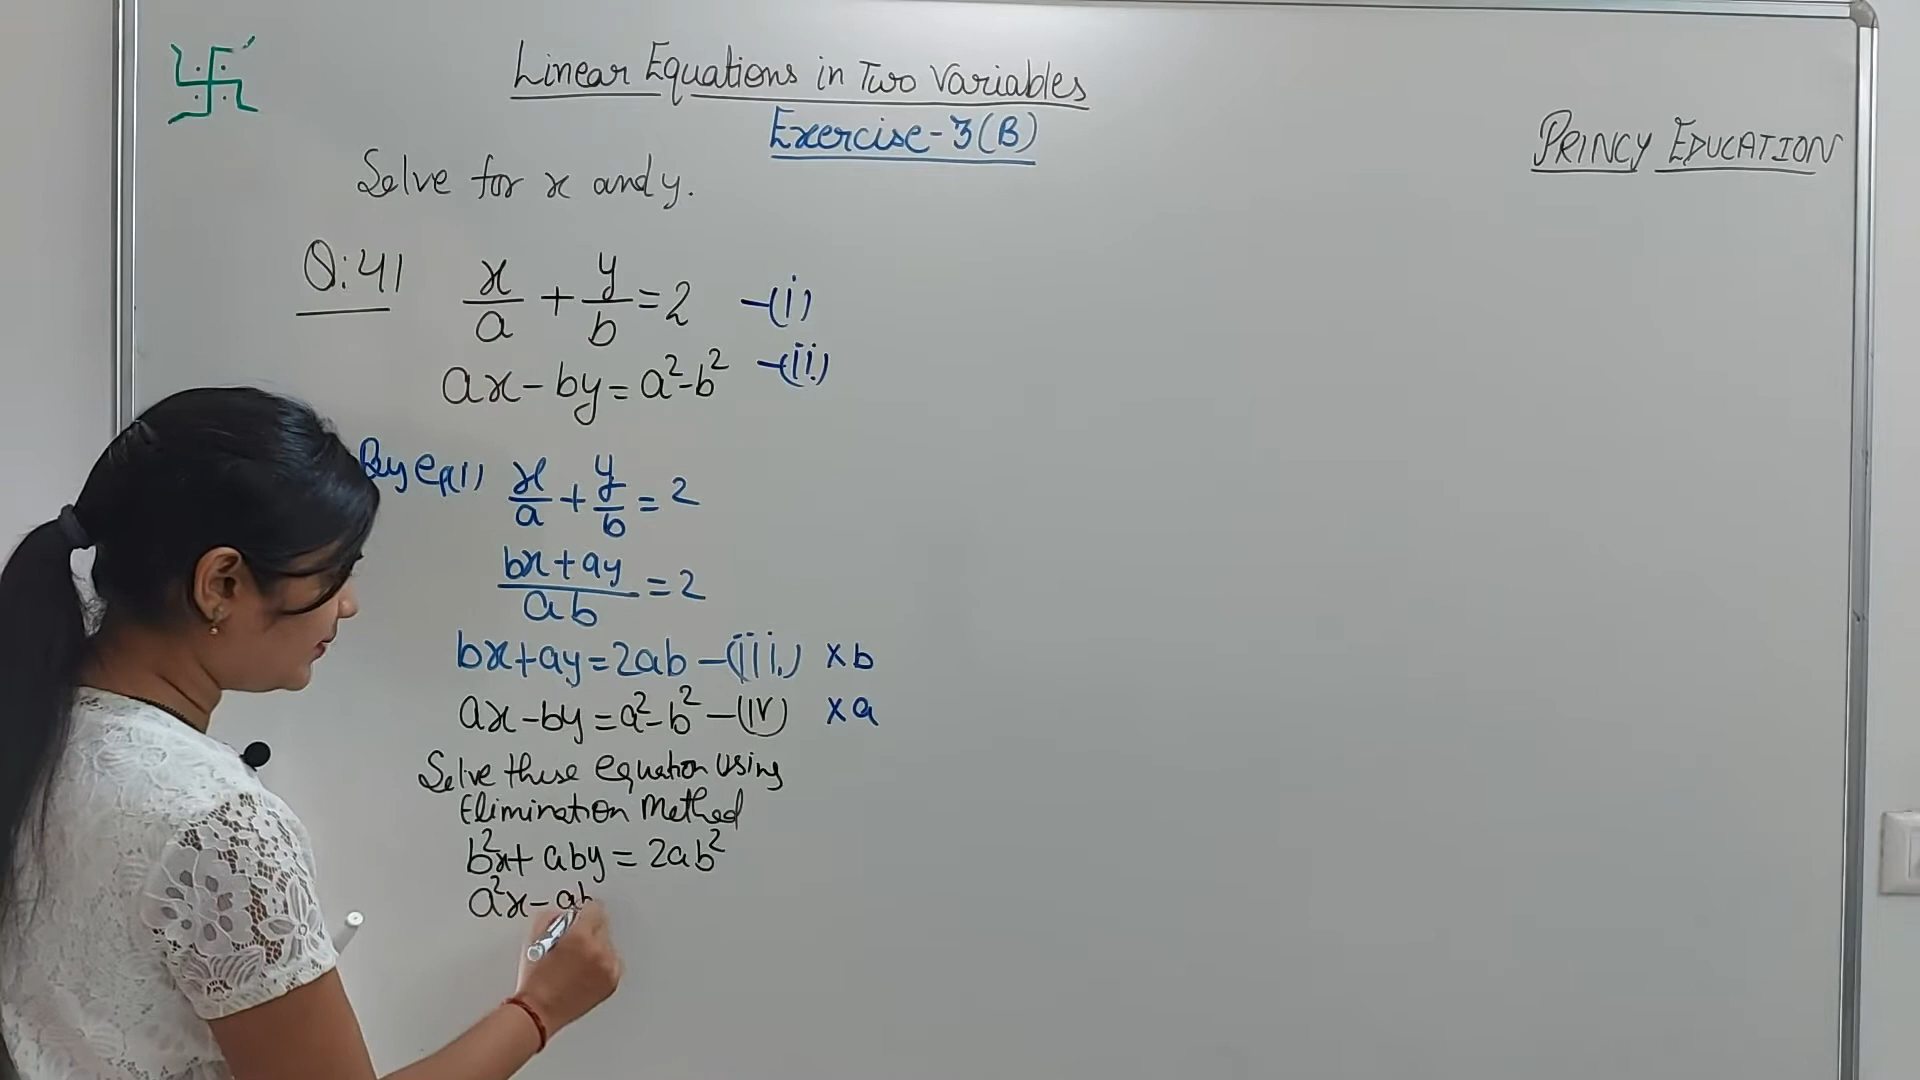 Linear Equations in Two Variables
Exercise-3(B)
PRINCY EDUCATION
Solve for x and y.
Q:41 x/a + y/b = 2 -(i)
ax - by = a² - b² -(ii)
By eq(1) x/a + y/b = 2
bx + ay / ab = 2
bx + ay = 2ab -(iii) × b
ax - by = a² - b² -(iv) × a
Solve these equation using
Elimination Method
b²x + aby = 2ab²
a²x - ab